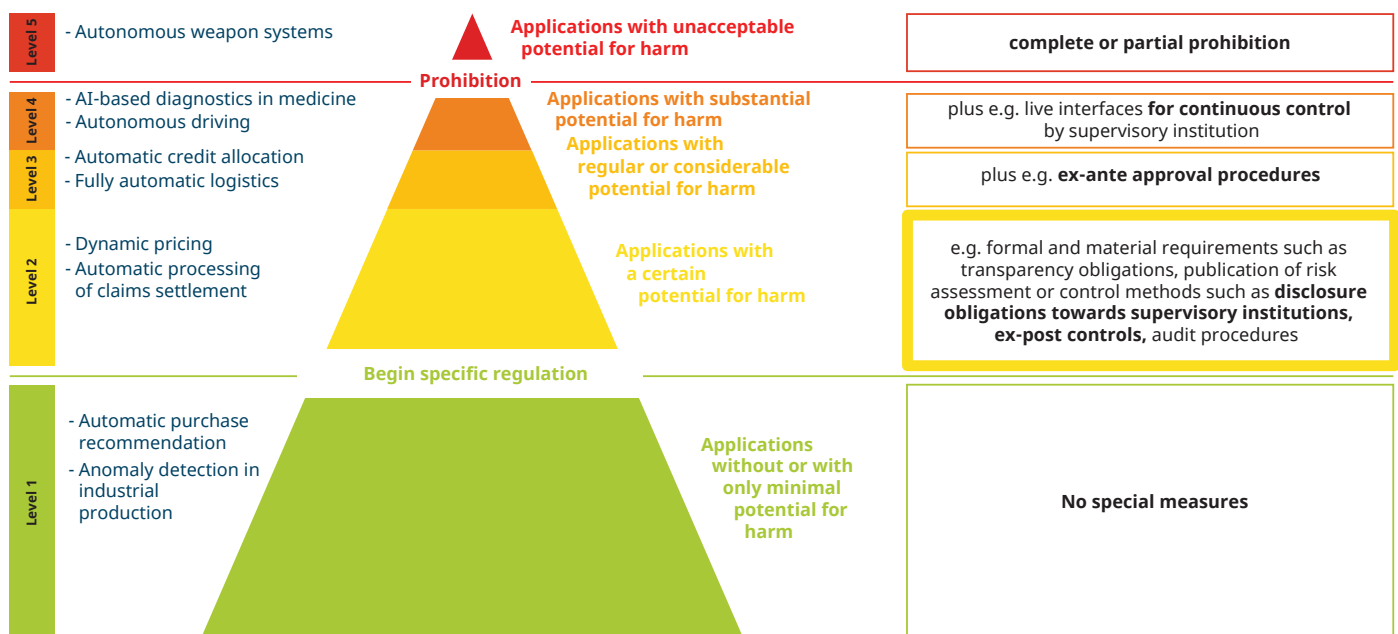 Level 5
- Autonomous weapon systems
Applications with unacceptable
potential for harm
complete or partial prohibition
Prohibition
Level 4
- AI-based diagnostics in medicine
- Autonomous driving
Applications with substantial
potential for harm
plus e.g. live interfaces for continuous control
by supervisory institution
Level 3
- Automatic credit allocation
- Fully automatic logistics
Applications with
regular or considerable
potential for harm
plus e.g. ex-ante approval procedures
Level 2
- Dynamic pricing
- Automatic processing
of claims settlement
Applications with
a certain
potential for harm
e.g. formal and material requirements such as
transparency obligations, publication of risk
assessment or control methods such as disclosure
obligations towards supervisory institutions,
ex-post controls, audit procedures
Begin specific regulation
Level 1
- Automatic purchase
recommendation
- Anomaly detection in
industrial
production
Applications
without or with
only minimal
potential for
harm
No special measures